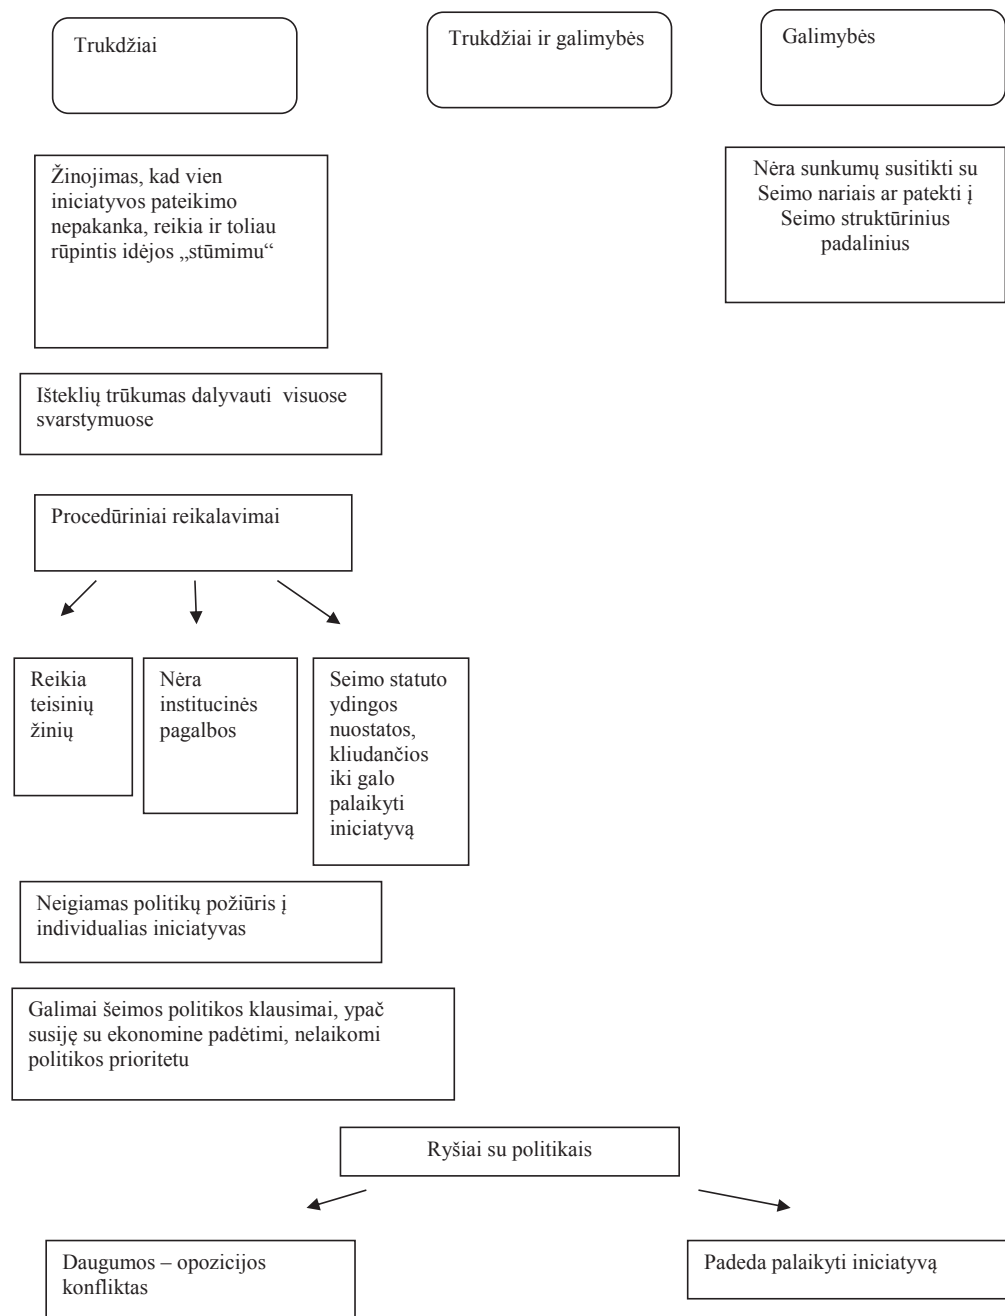 Trukdžiai
Trukdžiai ir galimybės
Galimybės
Žinojimas, kad vien
iniciatyvos pateikimo
nepakanka, reikia ir toliau
rūpintis idėjos „stūmimu“
Nėra sunkumų susitikti su
Seimo nariais ar patekti į
Seimo struktūrinius
padalinius
Išteklių trūkumas dalyvauti visuose
svarstymuose
Procedūriniai reikalavimai
Reikia
teisinių
žinių
Nėra
institucinės
pagalbos
Seimo statuto
ydingos
nuostatos,
kliudančios
iki galo
palaikyti
iniciatyvą
Neigiamas politikų požiūris į
individualias iniciatyvas
Galimai šeimos politikos klausimai, ypač
susiję su ekonomine padėtimi, nelaikomi
politikos prioritetu
Ryšiai su politikais
Daugumos – opozicijos
konfliktas
Padeda palaikyti iniciatyvą